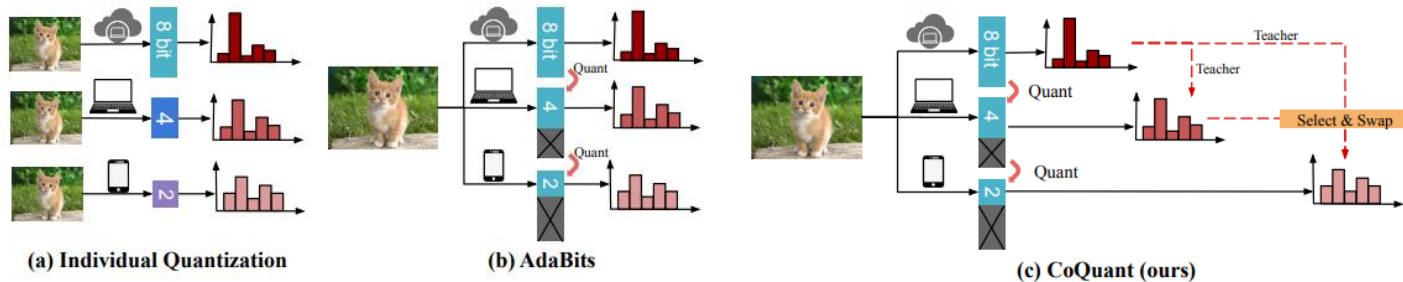 8 bit
4
2
(a) Individual Quantization
8 bit
Quant
4
Quant
2
(b) AdaBits
8 bit
Teacher
Teacher
Quant
4
Select & Swap
Quant
2
(c) CoQuant (ours)